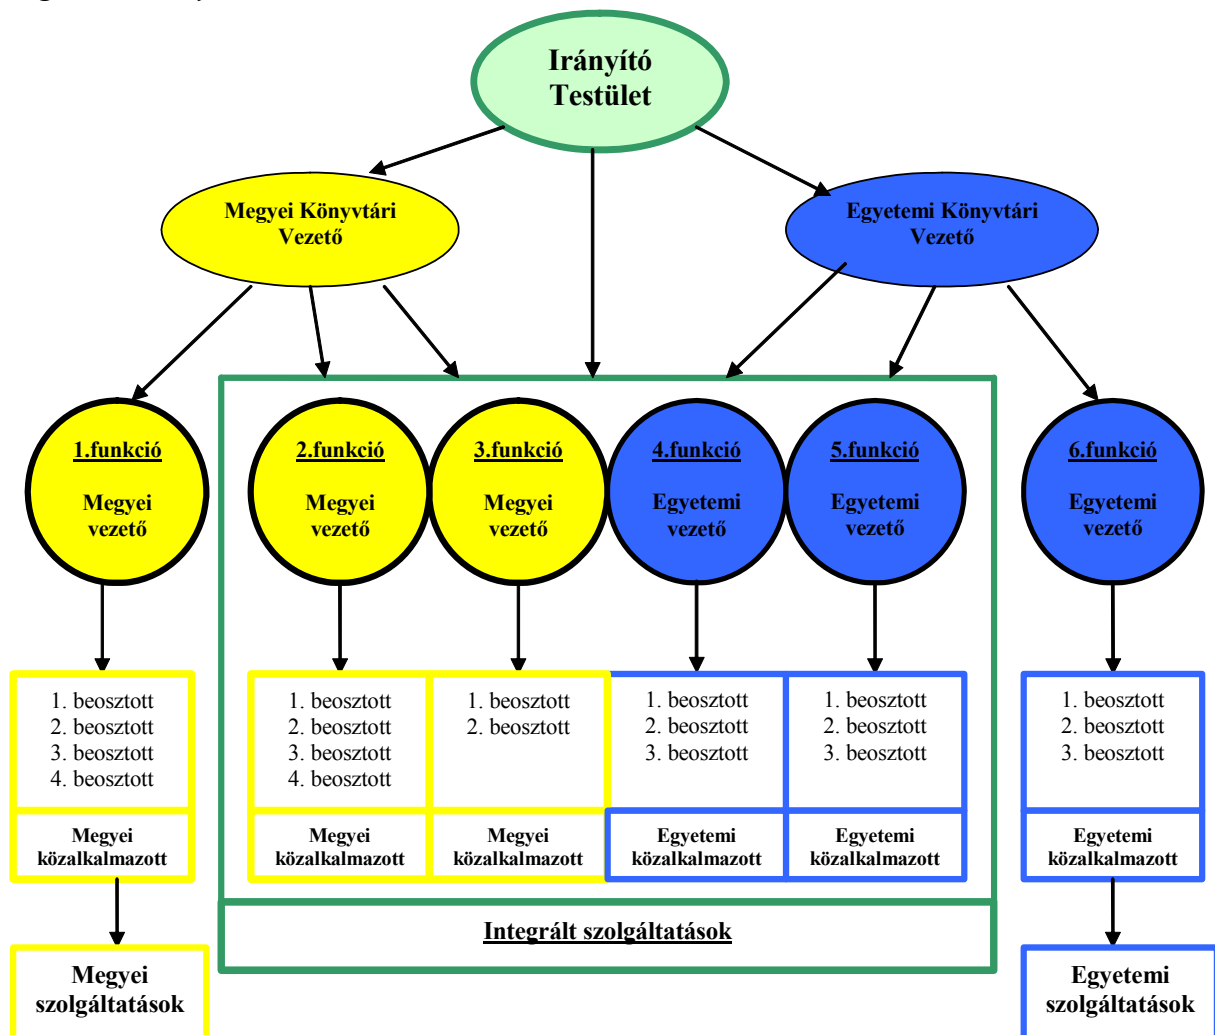 Irányító
Testület
Megyei Könyvtári
Vezető
Egyetemi Könyvtári
Vezető
1.funkció
Megyei
vezető
2.funkció
Megyei
vezető
3.funkció
Megyei
vezető
4.funkció
Egyetemi
vezető
5.funkció
Egyetemi
vezető
6.funkció
Egyetemi
vezető
1. beosztott
2. beosztott
3. beosztott
4. beosztott
Megyei
közalkalmazott
1. beosztott
2. beosztott
3. beosztott
4. beosztott
Megyei
közalkalmazott
1. beosztott
2. beosztott
Megyei
közalkalmazott
1. beosztott
2. beosztott
3. beosztott
Egyetemi
közalkalmazott
1. beosztott
2. beosztott
3. beosztott
Egyetemi
közalkalmazott
1. beosztott
2. beosztott
3. beosztott
Egyetemi
közalkalmazott
Integrált szolgáltatások
Megyei
szolgáltatások
Egyetemi
szolgáltatások